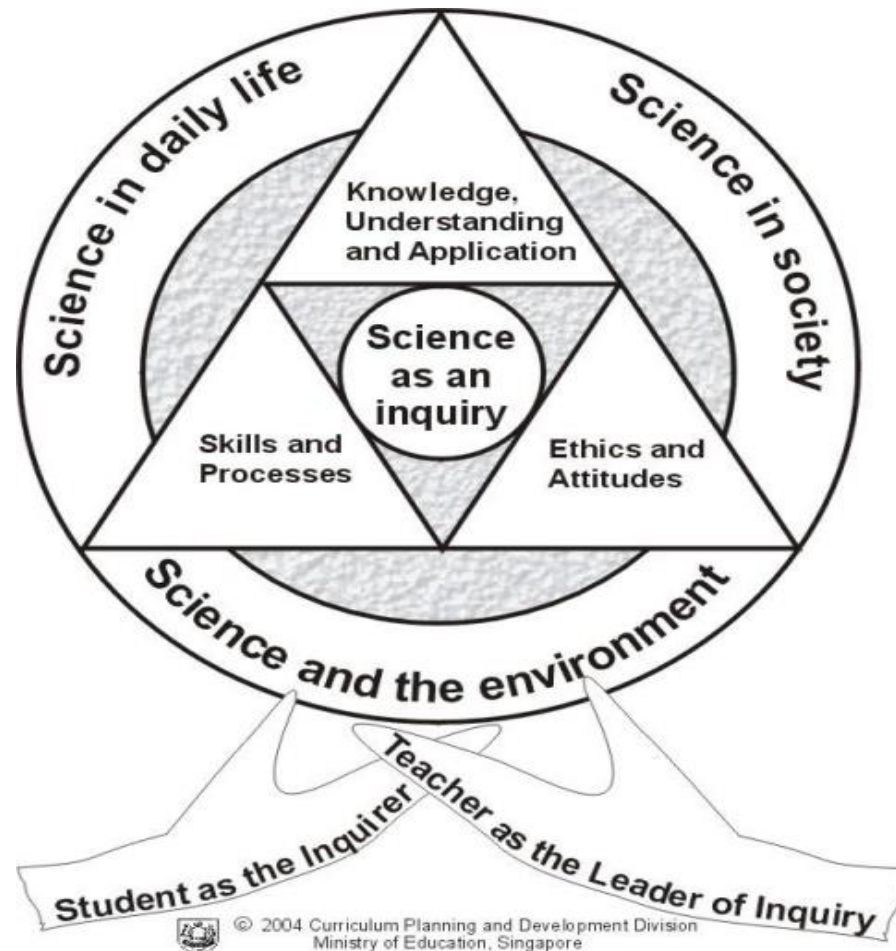 Science in daily life
Science in society
Knowledge,
Understanding
and Application
Science
as an
inquiry
Skills and
Processes
Ethics and
Attitudes
Science and the environment
Student as the Inquirer
Teacher as the Leader of Inquiry
© 2004 Curriculum Planning and Development Division
Ministry of Education, Singapore